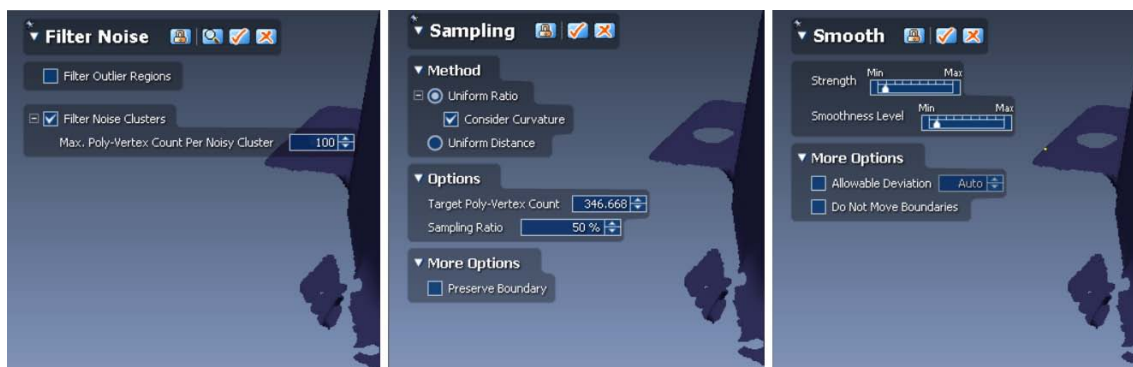 Filter Noise
Filter Outlier Regions
Filter Noise Clusters
Max. Poly-Vertex Count Per Noisy Cluster 100
Sampling
Method
Uniform Ratio
Consider Curvature
Uniform Distance
Options
Target Poly-Vertex Count 346.668
Sampling Ratio 50 %
More Options
Preserve Boundary
Smooth
Min Max
Strength
Min Max
Smoothness Level
More Options
Allowable Deviation Auto
Do Not Move Boundaries